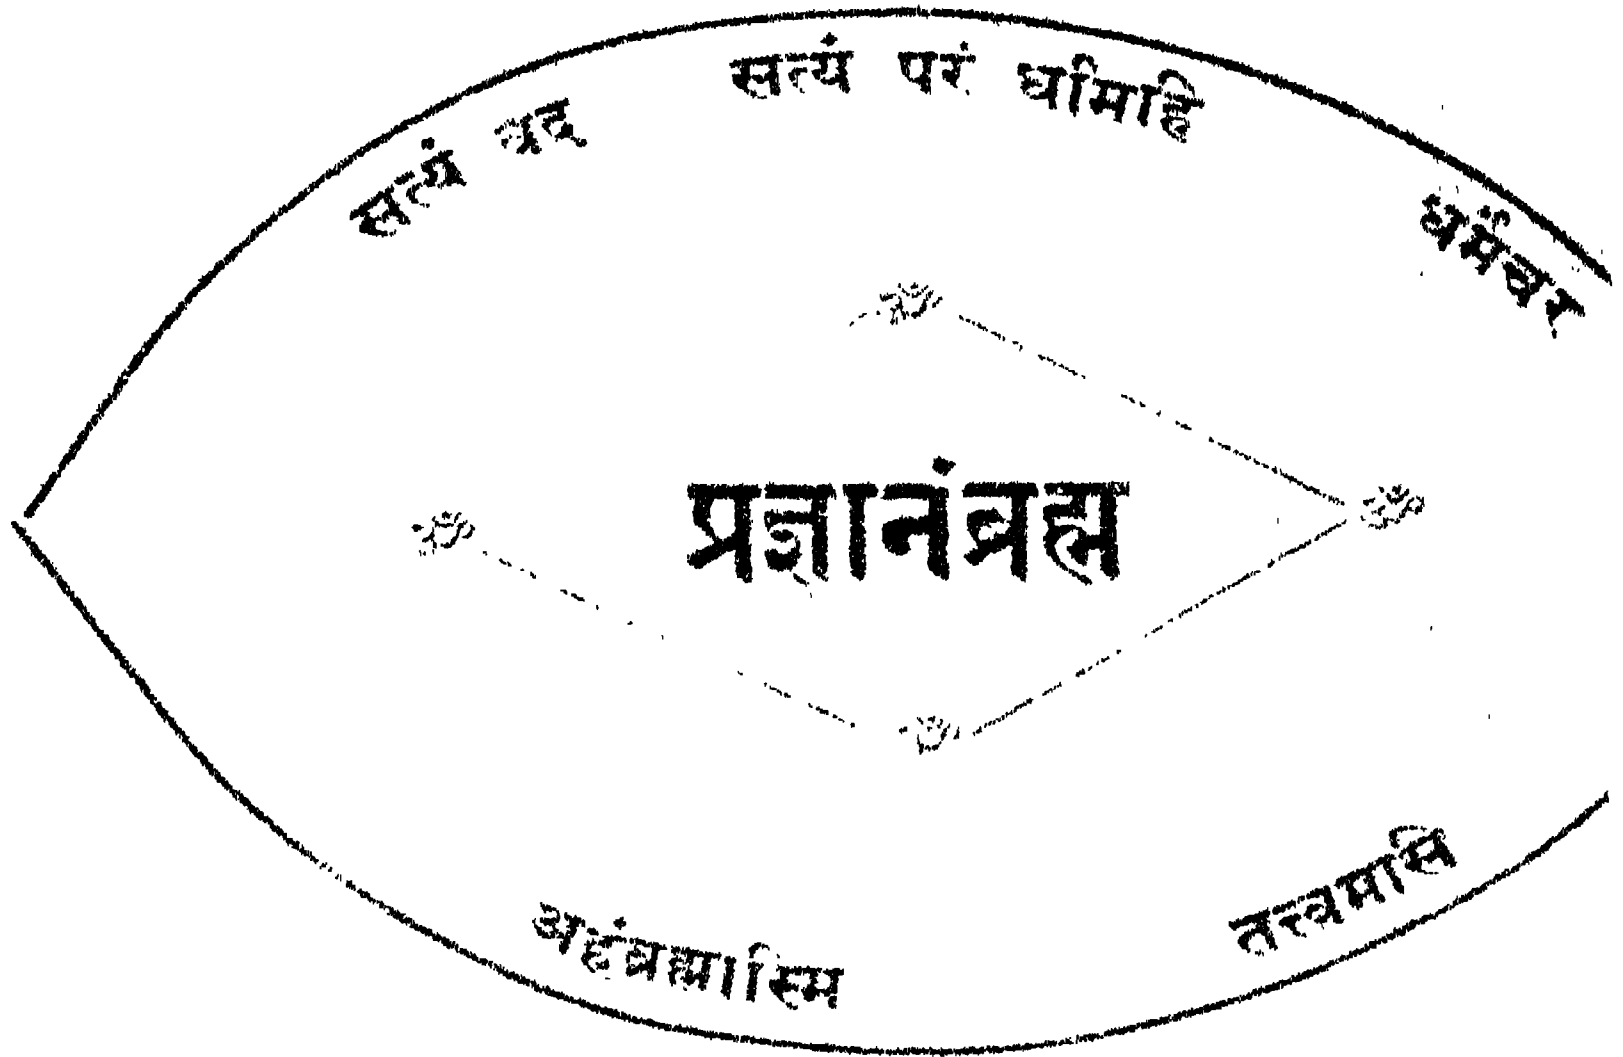 सत्यं वद
सत्यं परं धीमहि
धर्मंचर
ॐ
प्रज्ञानंब्रह्म
ॐ
ॐ
ॐ
अहंब्रह्मास्मि
तत्त्वमसि